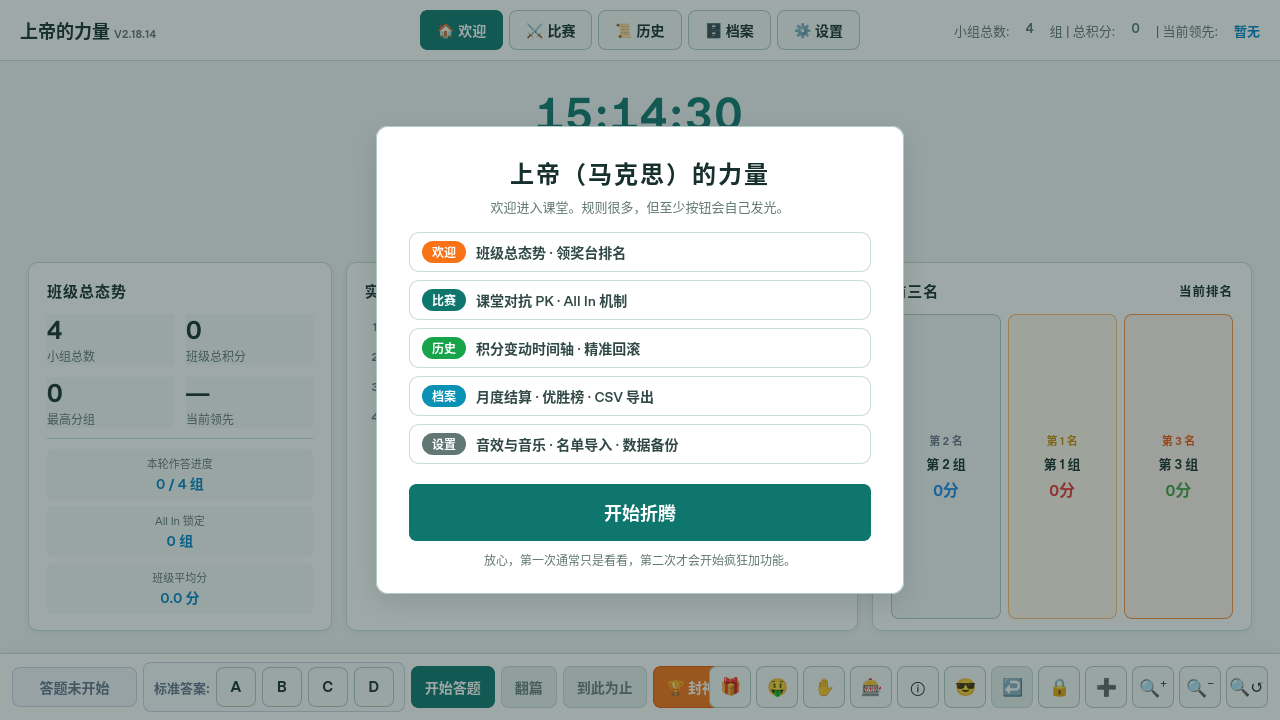 上帝的力量 V2.18.14
🏠 欢迎
⚔️ 比赛
📜 历史
🗄️ 档案
⚙️ 设置
小组总数: 4 组 | 总积分: 0 | 当前领先: 暂无
15:14:30
上帝（马克思）的力量
欢迎进入课堂。规则很多，但至少按钮会自己发光。
欢迎 班级总态势 · 领奖台排名
比赛 课堂对抗 PK · All In 机制
历史 积分变动时间轴 · 精准回滚
档案 月度结算 · 优胜榜 · CSV 导出
设置 音效与音乐 · 名单导入 · 数据备份
开始折腾
放心，第一次通常只是看看，第二次才会开始疯狂加功能。
班级总态势
4
小组总数
0
班级总积分
0
最高分组
—
当前领先
本轮作答进度
0 / 4 组
All In 锁定
0 组
班级平均分
0.0 分
实
1
2
3
4
三名
当前排名
第 2 名
第 2 组
0分
第 1 名
第 1 组
0分
第 3 名
第 3 组
0分
答题未开始
标准答案: A B C D
开始答题
翻篇
到此为止
🏆 封神